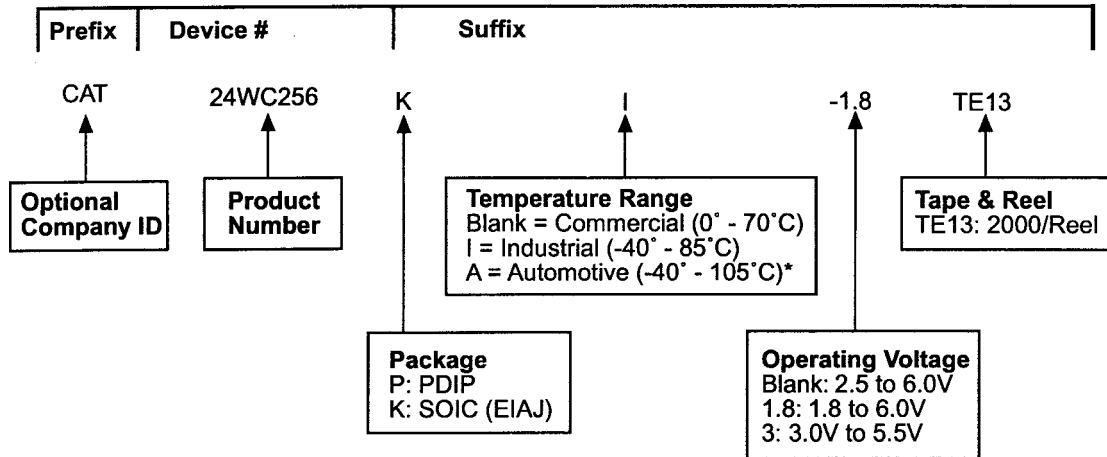 Prefix Device # Suffix
CAT 24WC256 K I -1.8 TE13
Optional
Company ID
Product
Number
Temperature Range
Blank = Commercial (0˚ - 70˚C)
I = Industrial (-40˚ - 85˚C)
A = Automotive (-40˚ - 105˚C)*
Tape & Reel
TE13: 2000/Reel
Package
P: PDIP
K: SOIC (EIAJ)
Operating Voltage
Blank: 2.5 to 6.0V
1.8: 1.8 to 6.0V
3: 3.0V to 5.5V